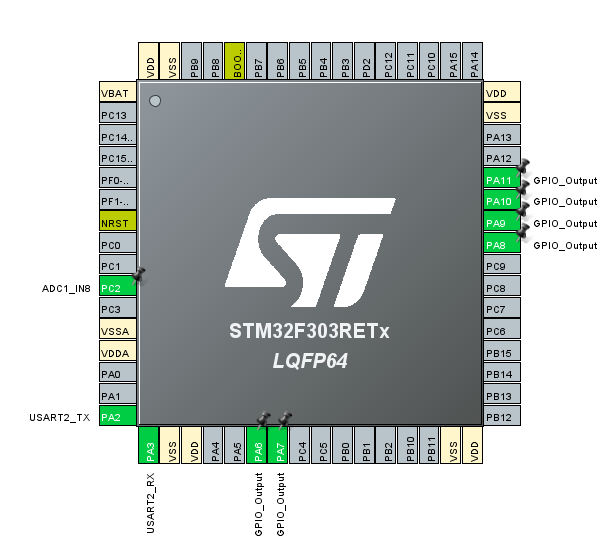 VDD
VSS
PB9
PB8
BOO..
PB7
PB6
PB5
PB4
PB3
PD2
PC12
PC11
PC10
PA15
PA14
VBAT
PC13
PC14..
PC15..
PF0-..
PF1-..
NRST
PC0
PC1
ADC1_IN8 PC2
PC3
VSSA
VDDA
PA0
PA1
USART2_TX PA2
ST
STM32F303RETx
LQFP64
VDD
VSS
PA13
PA12
PA11 GPIO_Output
PA10 GPIO_Output
PA9 GPIO_Output
PA8 GPIO_Output
PC9
PC8
PC7
PC6
PB15
PB14
PB13
PB12
PA3 USART2_RX
VSS
VDD
PA4
PA5
PA6 GPIO_Output
PA7 GPIO_Output
PC4
PC5
PB0
PB1
PB2
PB10
PB11
VSS
VDD